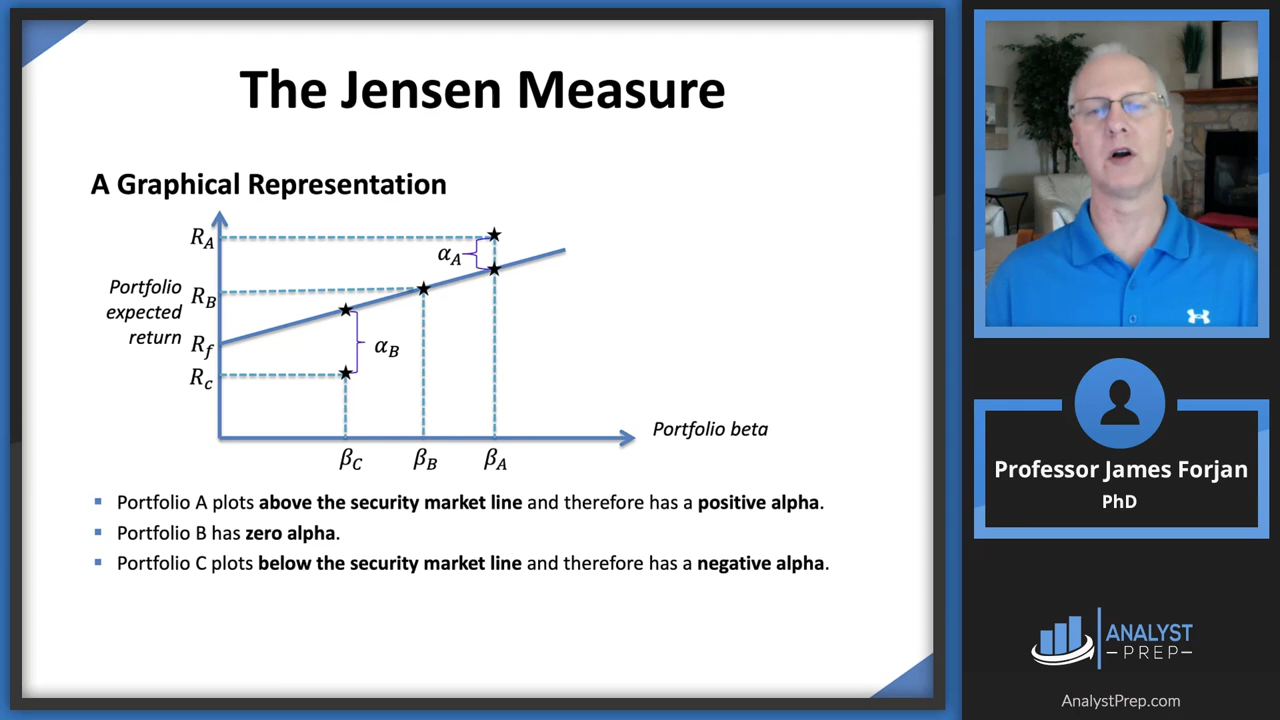 The Jensen Measure
A Graphical Representation
R_A
α_A
Portfolio
expected
return
R_B
R_f
α_B
R_c
Portfolio beta
β_C
β_B
β_A
Portfolio A plots above the security market line and therefore has a positive alpha.
Portfolio B has zero alpha.
Portfolio C plots below the security market line and therefore has a negative alpha.
Professor James Forjan
PhD
ANALYST
PREP
AnalystPrep.com